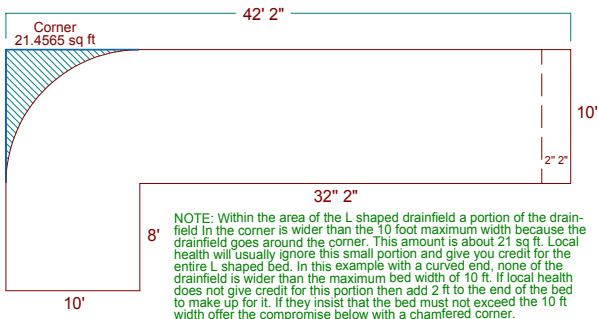 42' 2"
Corner
21.4565 sq ft
10'
2" 2"
32" 2"
8'
NOTE: Within the area of the L shaped drainfield a portion of the drain-
field In the corner is wider than the 10 foot maximum width because the
drainfield goes around the corner. This amount is about 21 sq ft. Local
health will usually ignore this small portion and give you credit for the
entire L shaped bed. In this example with a curved end, none of the
drainfield is wider than the maximum bed width of 10 ft. If local health
does not give credit for this portion then add 2 ft to the end of the bed
to make up for it. If they insist that the bed must not exceed the 10 ft
width offer the compromise below with a chamfered corner.
10'